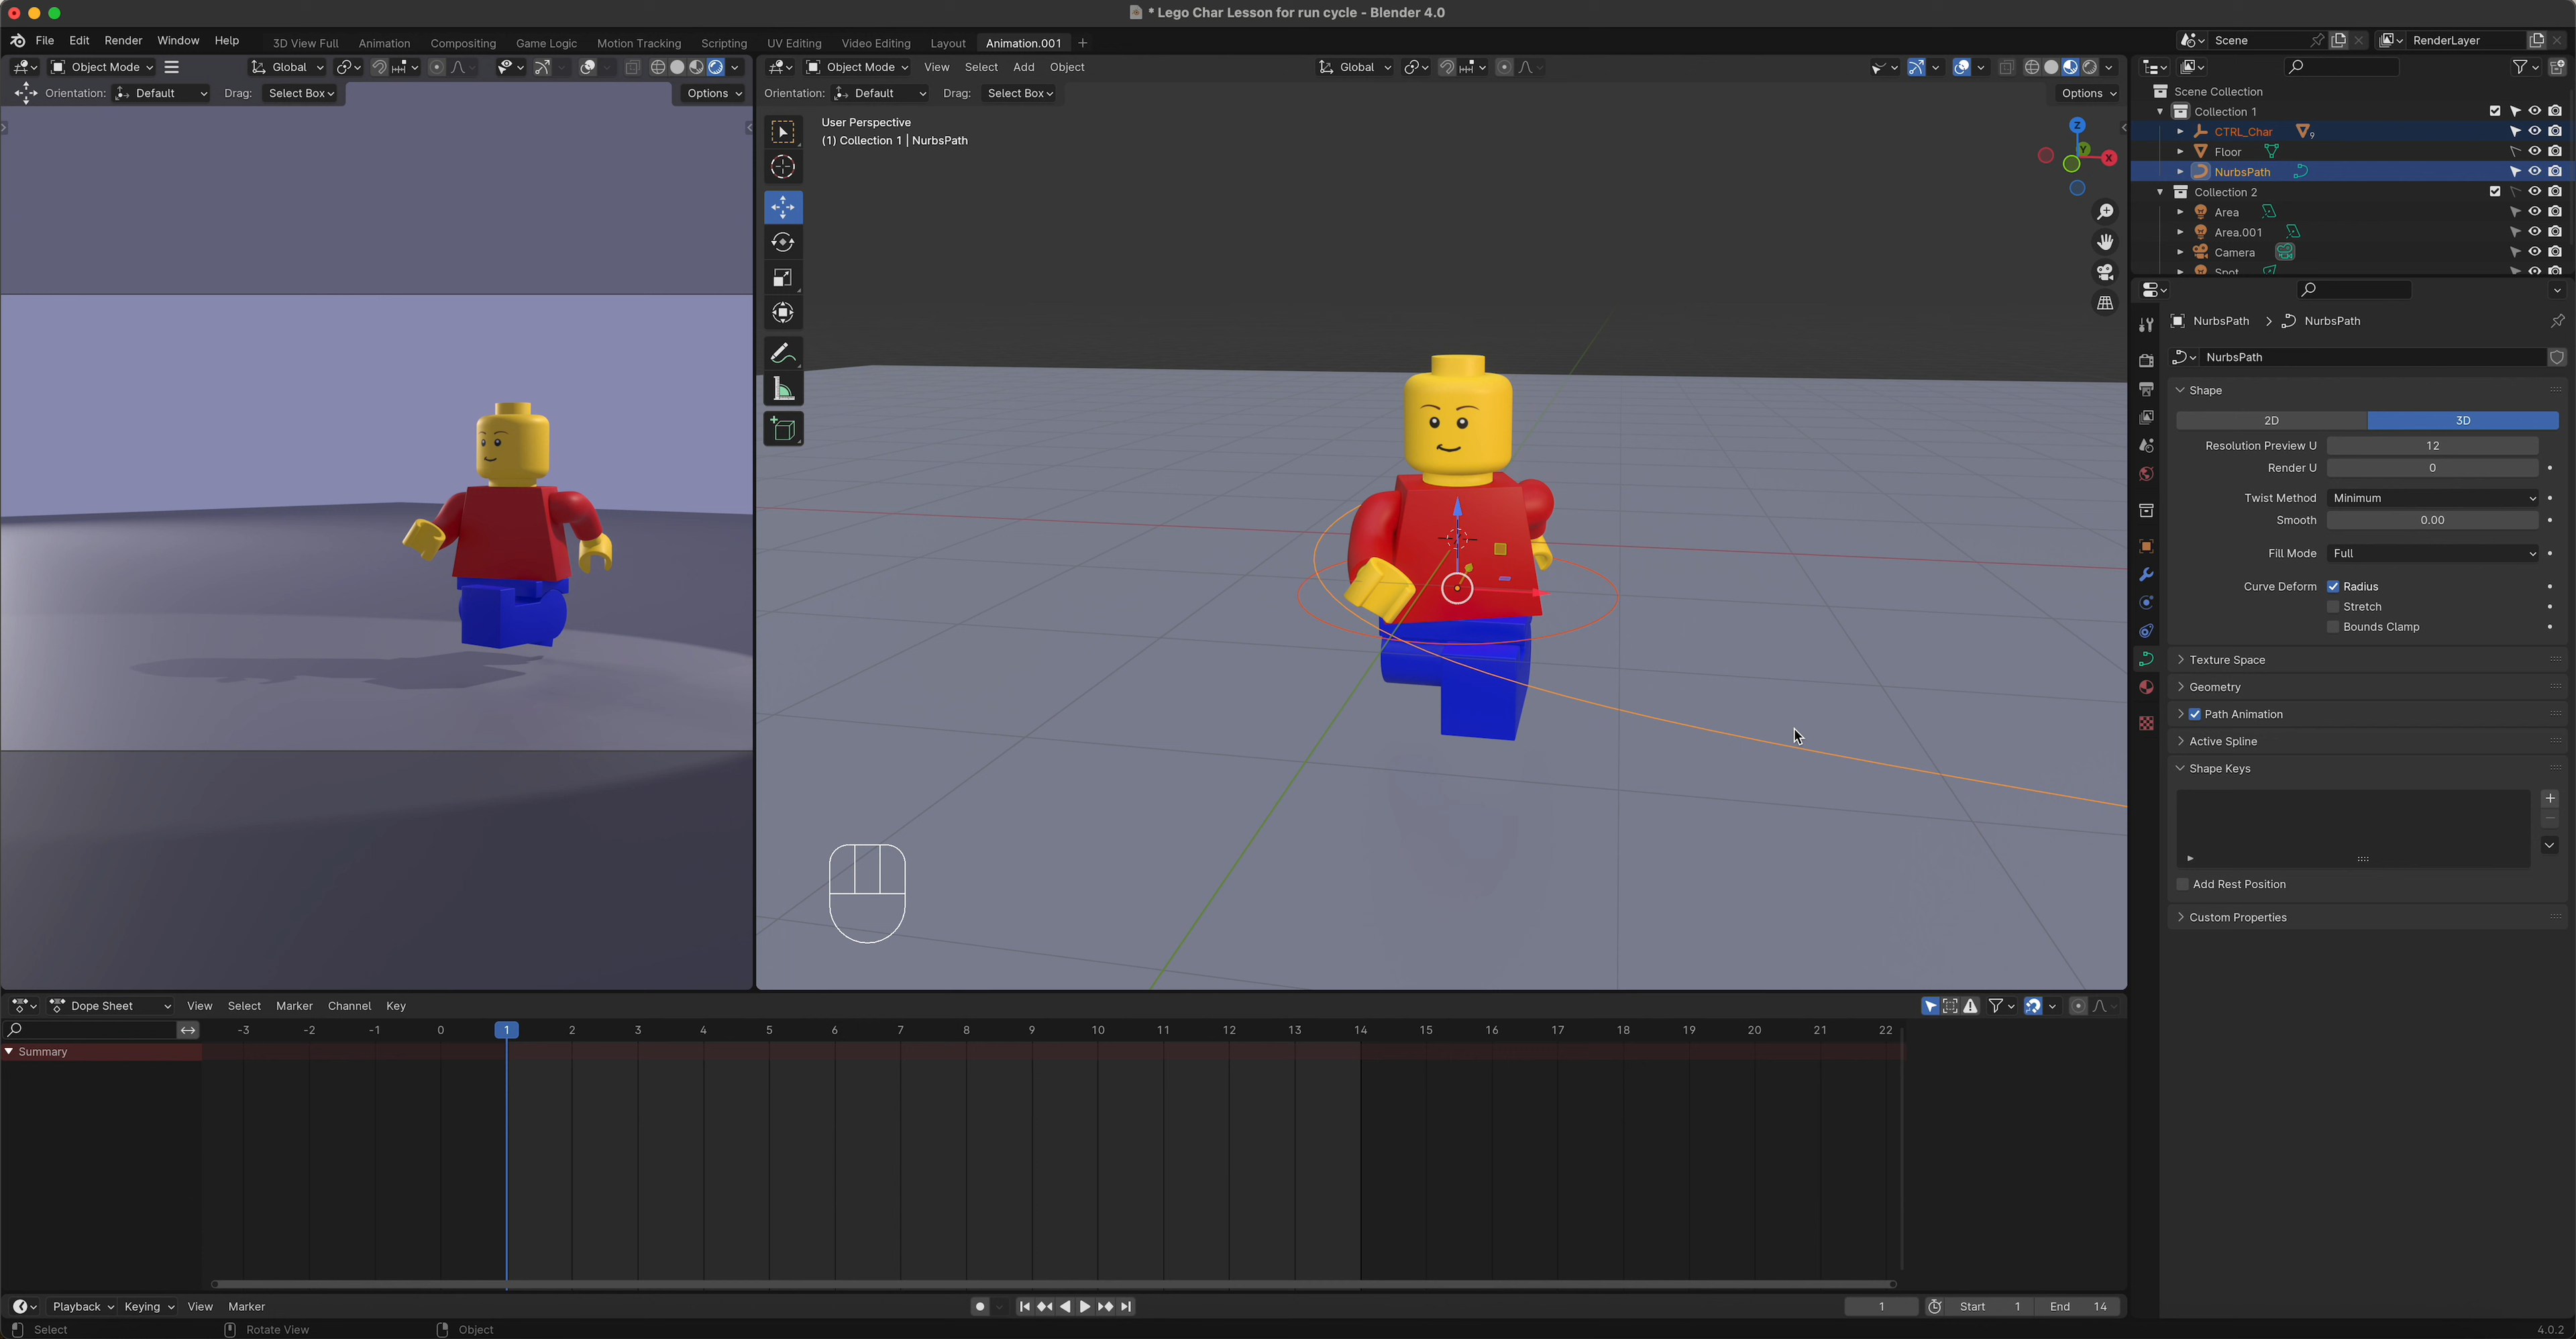 * Lego Char Lesson for run cycle - Blender 4.0
File Edit Render Window Help 3D View Full Animation Compositing Game Logic Motion Tracking Scripting UV Editing Video Editing Layout Animation.001 Scene RenderLayer
Object Mode Global
Object Mode View Select Add Object Global
Orientation: Default Drag: Select Box Options
Orientation: Default Drag: Select Box Options
User Perspective
(1) Collection 1 | NurbsPath
Z
Y
X
Scene Collection
Collection 1
CTRL_Char 9
Floor
NurbsPath
Collection 2
Area
Area.001
Camera
Spot
NurbsPath > NurbsPath
NurbsPath
Shape
2D 3D
Resolution Preview U 12
Render U 0
Twist Method Minimum
Smooth 0.00
Fill Mode Full
Curve Deform Radius
Stretch
Bounds Clamp
Texture Space
Geometry
Path Animation
Active Spline
Shape Keys
Add Rest Position
Custom Properties
Dope Sheet View Select Marker Channel Key
-3 -2 -1 0 1 2 3 4 5 6 7 8 9 10 11 12 13 14 15 16 17 18 19 20 21 22
Summary
Playback Keying View Marker 1 Start 1 End 14
Select Rotate View Object 4.0.2